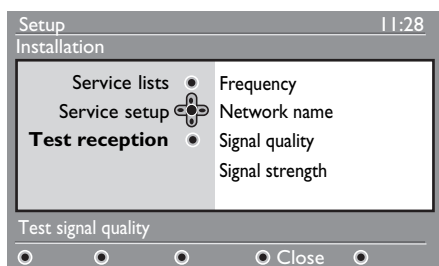 Setup 11:28
Installation
Service lists Frequency
Service setup Network name
Test reception Signal quality
Signal strength
Test signal quality
Close